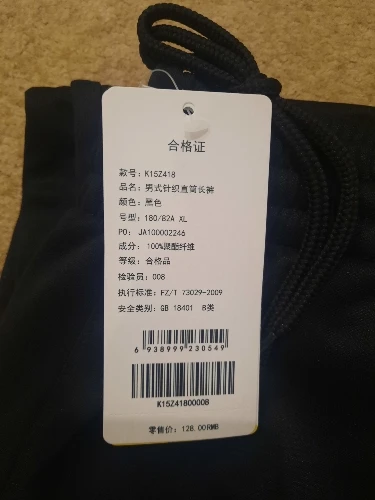 合格证
款号: K15Z418
品名: 男式针织直筒长裤
颜色: 黑色
号型: 180/82A XL
PO: JA100002246
成分: 100%聚酯纤维
等级: 合格品
检验员: 008
执行标准: FZ/T 73029-2009
安全类别: GB 18401 B类
6 938999 230549
K15Z41800008
零售价: 128.00RMB